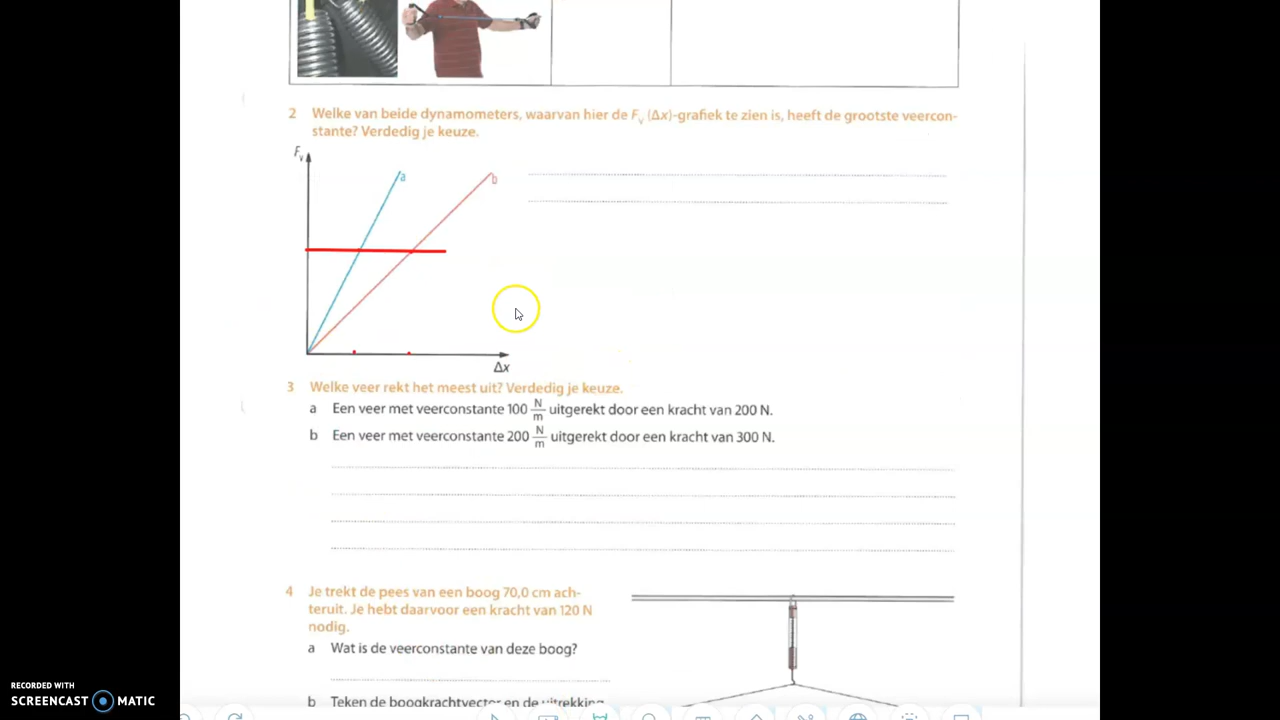 2 Welke van beide dynamometers, waarvan hier de Fv (Δx)-grafiek te zien is, heeft de grootste veercon-
stante? Verdedig je keuze.
Fv
a
b
Δx
3 Welke veer rekt het meest uit? Verdedig je keuze.
a Een veer met veerconstante 100 N/m uitgerekt door een kracht van 200 N.
b Een veer met veerconstante 200 N/m uitgerekt door een kracht van 300 N.
4 Je trekt de pees van een boog 70,0 cm ach-
teruit. Je hebt daarvoor een kracht van 120 N
nodig.
a Wat is de veerconstante van deze boog?
b Teken de boogkrachtvector en de uitrekking
RECORDED WITH
SCREENCAST MATIC